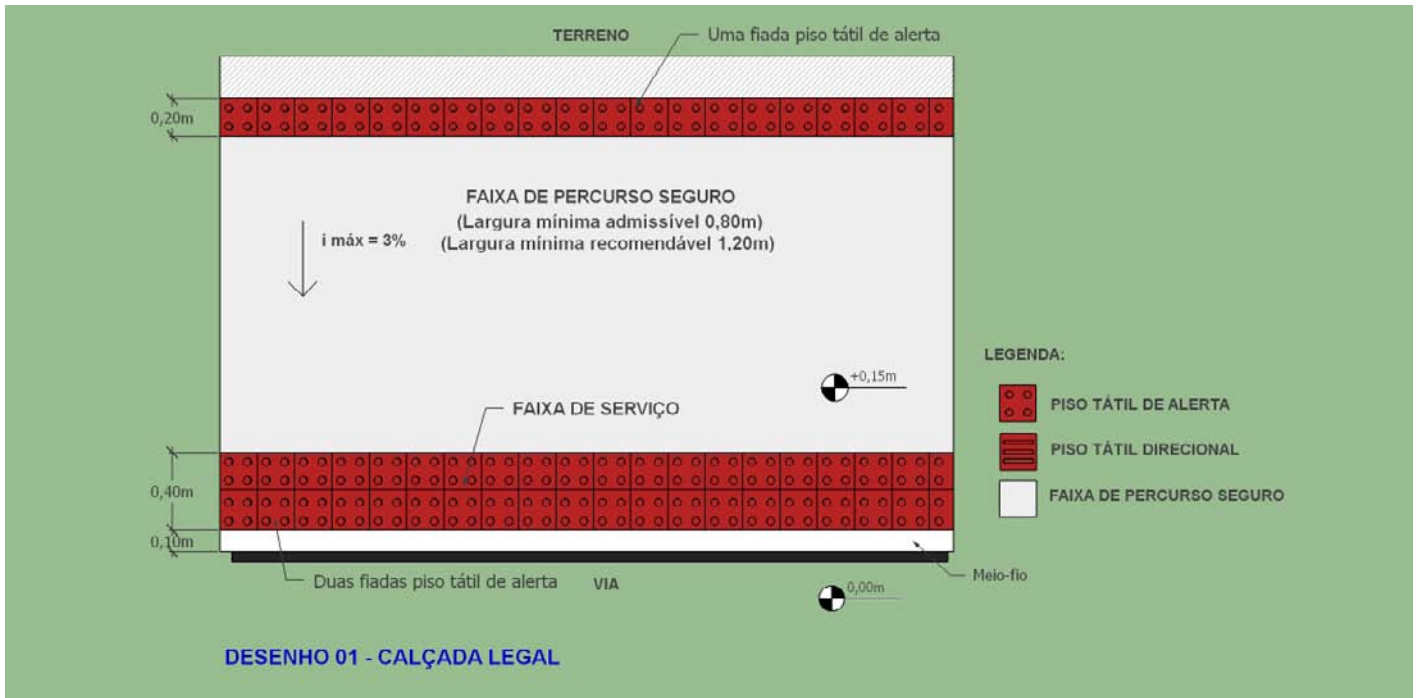 TERRENO
Uma fiada piso tátil de alerta
0,20m
FAIXA DE PERCURSO SEGURO
(Largura mínima admissível 0,80m)
i máx = 3%
(Largura mínima recomendável 1,20m)
LEGENDA:
+0,15m
PISO TÁTIL DE ALERTA
FAIXA DE SERVIÇO
PISO TÁTIL DIRECIONAL
0,40m
FAIXA DE PERCURSO SEGURO
0,10m
Duas fiadas piso tátil de alerta
VIA
Meio-fio
0,00m
DESENHO 01 - CALÇADA LEGAL